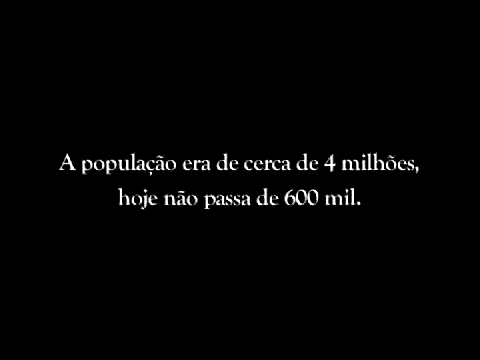 A população era de cerca de 4 milhões,
hoje não passa de 600 mil.